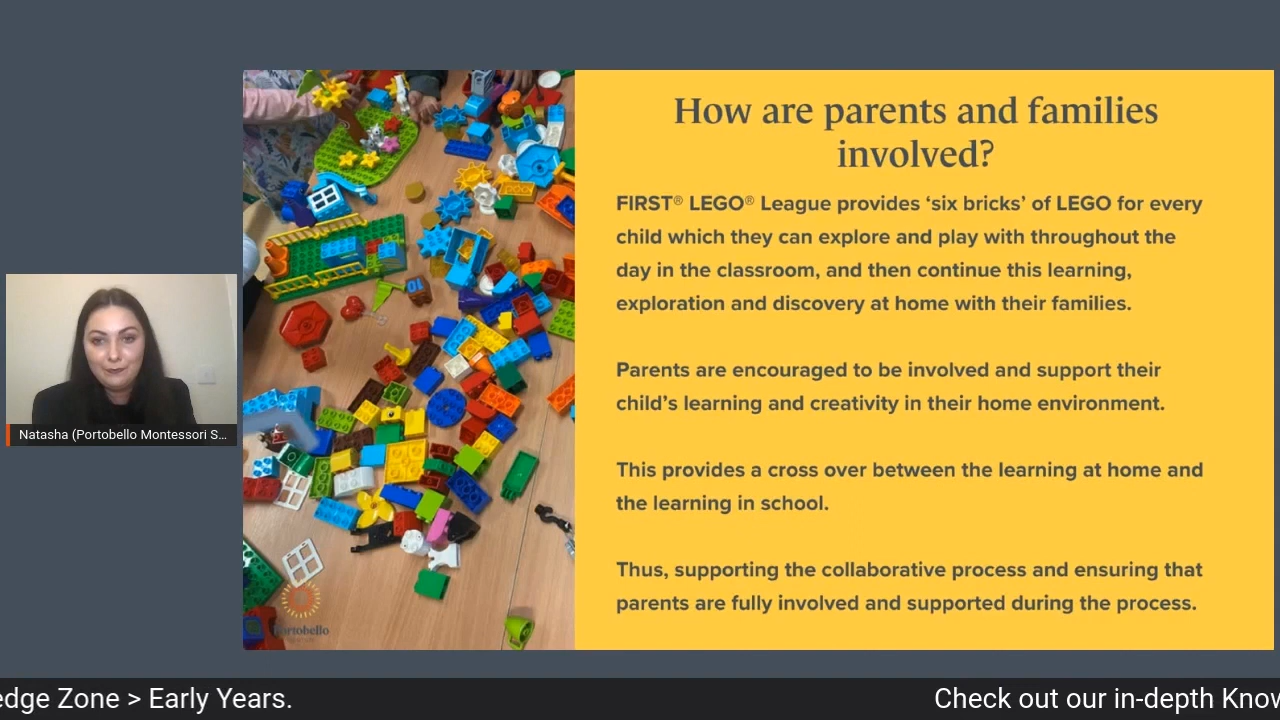 How are parents and families
involved?
FIRST® LEGO® League provides ‘six bricks’ of LEGO for every
child which they can explore and play with throughout the
day in the classroom, and then continue this learning,
exploration and discovery at home with their families.
Parents are encouraged to be involved and support their
child’s learning and creativity in their home environment.
This provides a cross over between the learning at home and
the learning in school.
Thus, supporting the collaborative process and ensuring that
parents are fully involved and supported during the process.
Natasha (Portobello Montessori S...
10
Portobello
edge Zone > Early Years.
Check out our in-depth Know